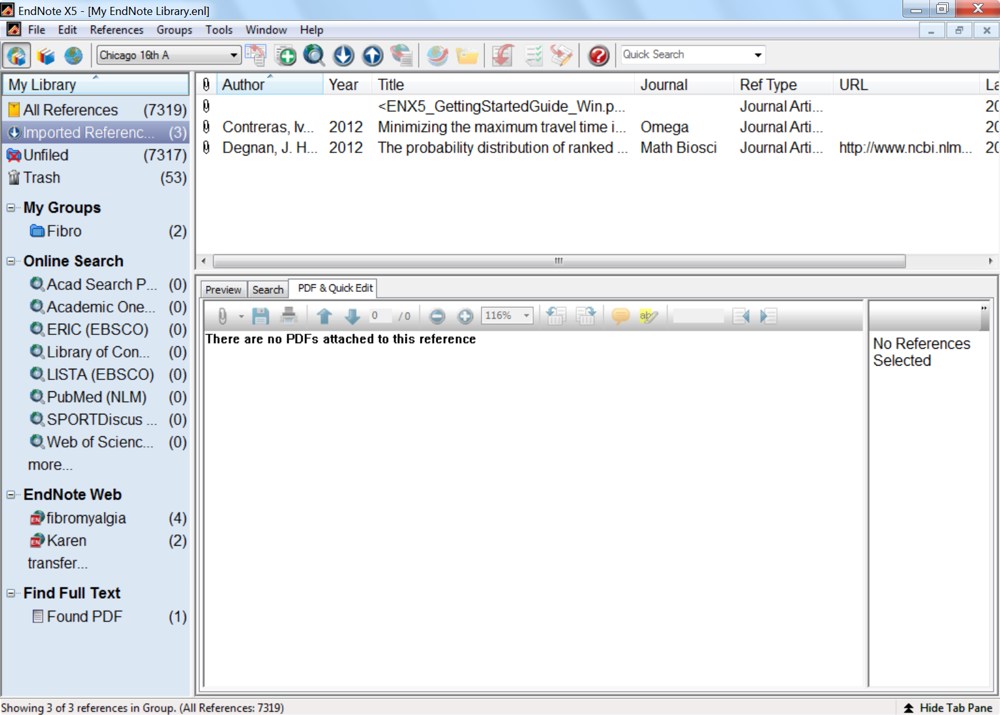 EndNote X5 - [My EndNote Library.enl]
File Edit References Groups Tools Window Help
Chicago 16th A
Quick Search
My Library
All References (7319)
Imported Referenc... (3)
Unfiled (7317)
Trash (53)
My Groups
Fibro (2)
Online Search
Acad Search P... (0)
Academic One... (0)
ERIC (EBSCO) (0)
Library of Con... (0)
LISTA (EBSCO) (0)
PubMed (NLM) (0)
SPORTDiscus ... (0)
Web of Scienc... (0)
more...
EndNote Web
fibromyalgia (4)
Karen (2)
transfer...
Find Full Text
Found PDF (1)
Author Year Title Journal Ref Type URL La
<ENX5_GettingStartedGuide_Win.p... Journal Arti... 20
Contreras, Iv... 2012 Minimizing the maximum travel time i... Omega Journal Arti... 20
Degnan, J. H... 2012 The probability distribution of ranked ... Math Biosci Journal Arti... http://www.ncbi.nlm... 20
Preview Search PDF & Quick Edit
0 / 0 116%
There are no PDFs attached to this reference
No References
Selected
Showing 3 of 3 references in Group. (All References: 7319)
Hide Tab Pane